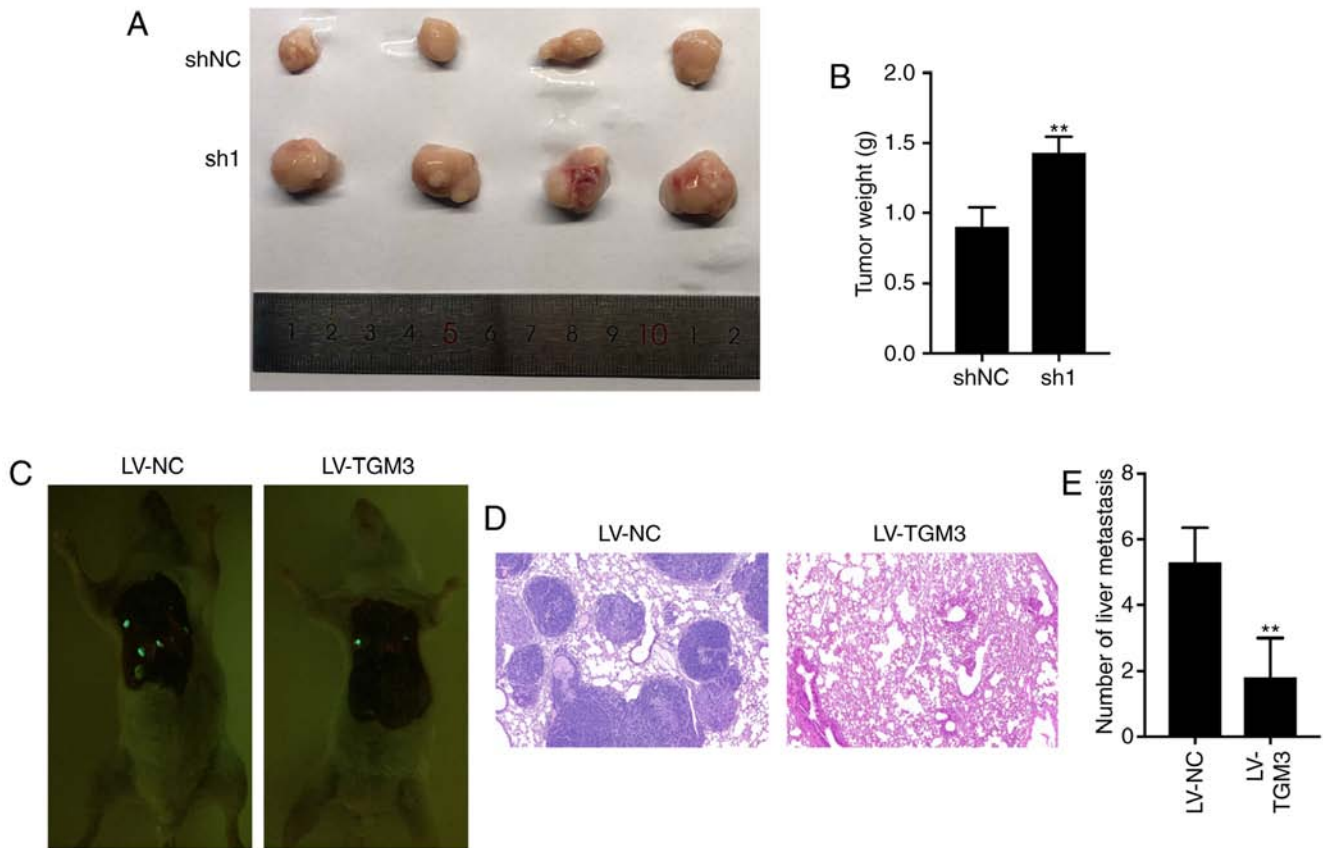 A
shNC
sh1
1 2 3 4 5 6 7 8 9 10 1 2
B
Tumor weight (g)
2.0
1.5
1.0
0.5
0.0
**
shNC sh1
C
LV-NC LV-TGM3
D
LV-NC LV-TGM3
E
Number of liver metastasis
8
6
4
2
0
**
LV-NC
LV-
TGM3